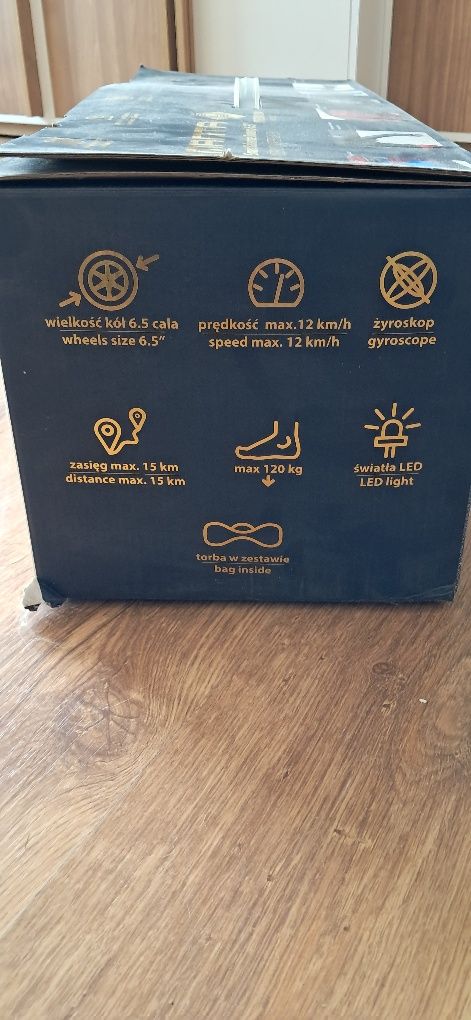 wielkość kół 6.5 cala
wheels size 6.5”
prędkość max.12 km/h
speed max. 12 km/h
żyroskop
gyroscope
zasięg max. 15 km
distance max. 15 km
max 120 kg
światła LED
LED light
torba w zestawie
bag inside